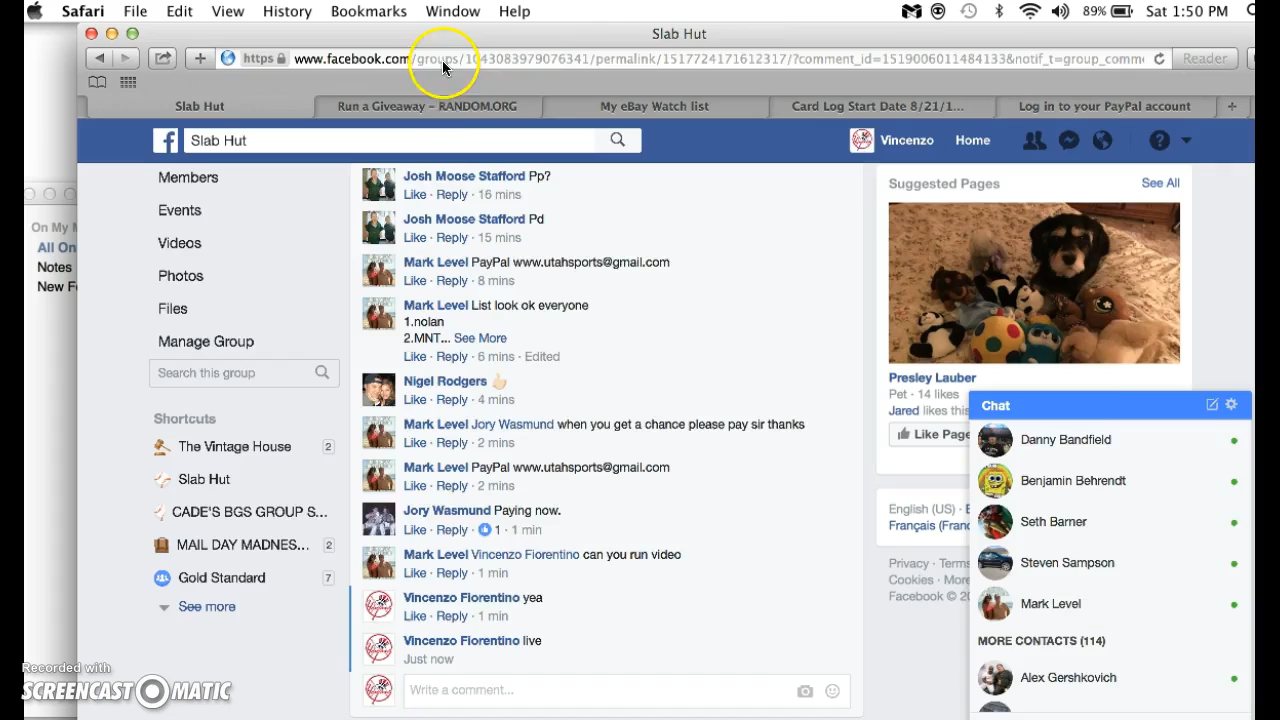 Safari File Edit View History Bookmarks Window Help 89% Sat 1:50 PM
Slab Hut
https www.facebook.com/groups/1043083979076341/permalink/1517724171612317/?comment_id=1519006011484133&notif_t=group_comme Reader
Slab Hut Run a Giveaway – RANDOM.ORG My eBay Watch list Card Log Start Date 8/21/1... Log in to your PayPal account +
Slab Hut Vincenzo Home
On My M
All On
Notes
New F
Members
Events
Videos
Photos
Files
Manage Group
Search this group
Shortcuts
The Vintage House 2
Slab Hut
CADE'S BGS GROUP S...
MAIL DAY MADNES... 2
Gold Standard 7
See more
Josh Moose Stafford Pp?
Like · Reply · 16 mins
Josh Moose Stafford Pd
Like · Reply · 15 mins
Mark Level PayPal www.utahsports@gmail.com
Like · Reply · 8 mins
Mark Level List look ok everyone
1.nolan
2.MNT... See More
Like · Reply · 6 mins · Edited
Nigel Rodgers
Like · Reply · 4 mins
Mark Level Jory Wasmund when you get a chance please pay sir thanks
Like · Reply · 2 mins
Mark Level PayPal www.utahsports@gmail.com
Like · Reply · 2 mins
Jory Wasmund Paying now.
Like · Reply · 1 · 1 min
Mark Level Vincenzo Fiorentino can you run video
Like · Reply · 1 min
Vincenzo Fiorentino yea
Like · Reply · 1 min
Vincenzo Fiorentino live
Just now
Write a comment...
Suggested Pages See All
Presley Lauber
Pet · 14 likes
Jared likes this
Like Page
English (US) · E
Français (Franc
Privacy · Terms
Cookies · More
Facebook © 20
Chat
Danny Bandfield
Benjamin Behrendt
Seth Barner
Steven Sampson
Mark Level
MORE CONTACTS (114)
Alex Gershkovich
Recorded with
SCREENCAST O MATIC